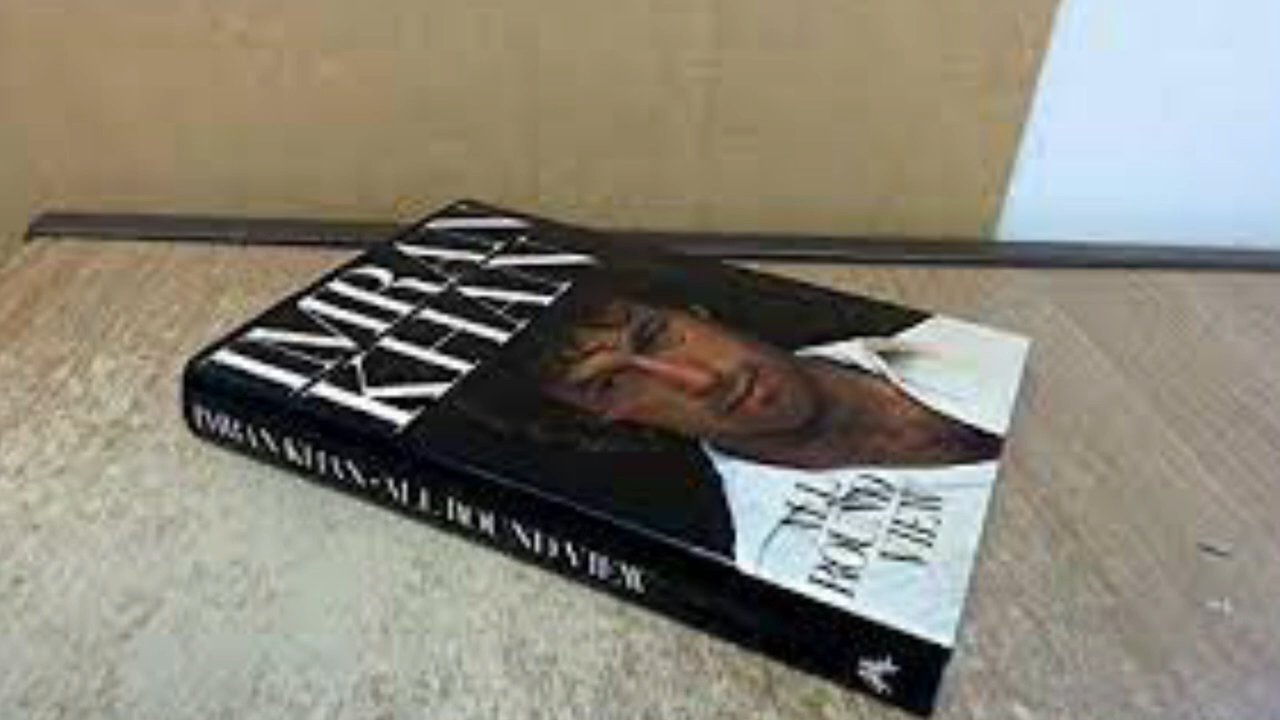 IMRAN
KHAN
ALL
ROUND
VIEW
IMRAN KHAN · ALL ROUND VIEW